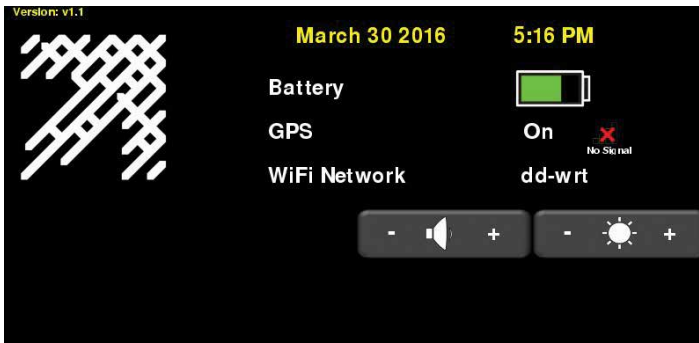 Version: v1.1
March 30 2016 5:16 PM
Battery
GPS On
No Signal
WiFi Network dd-wrt
- + - +